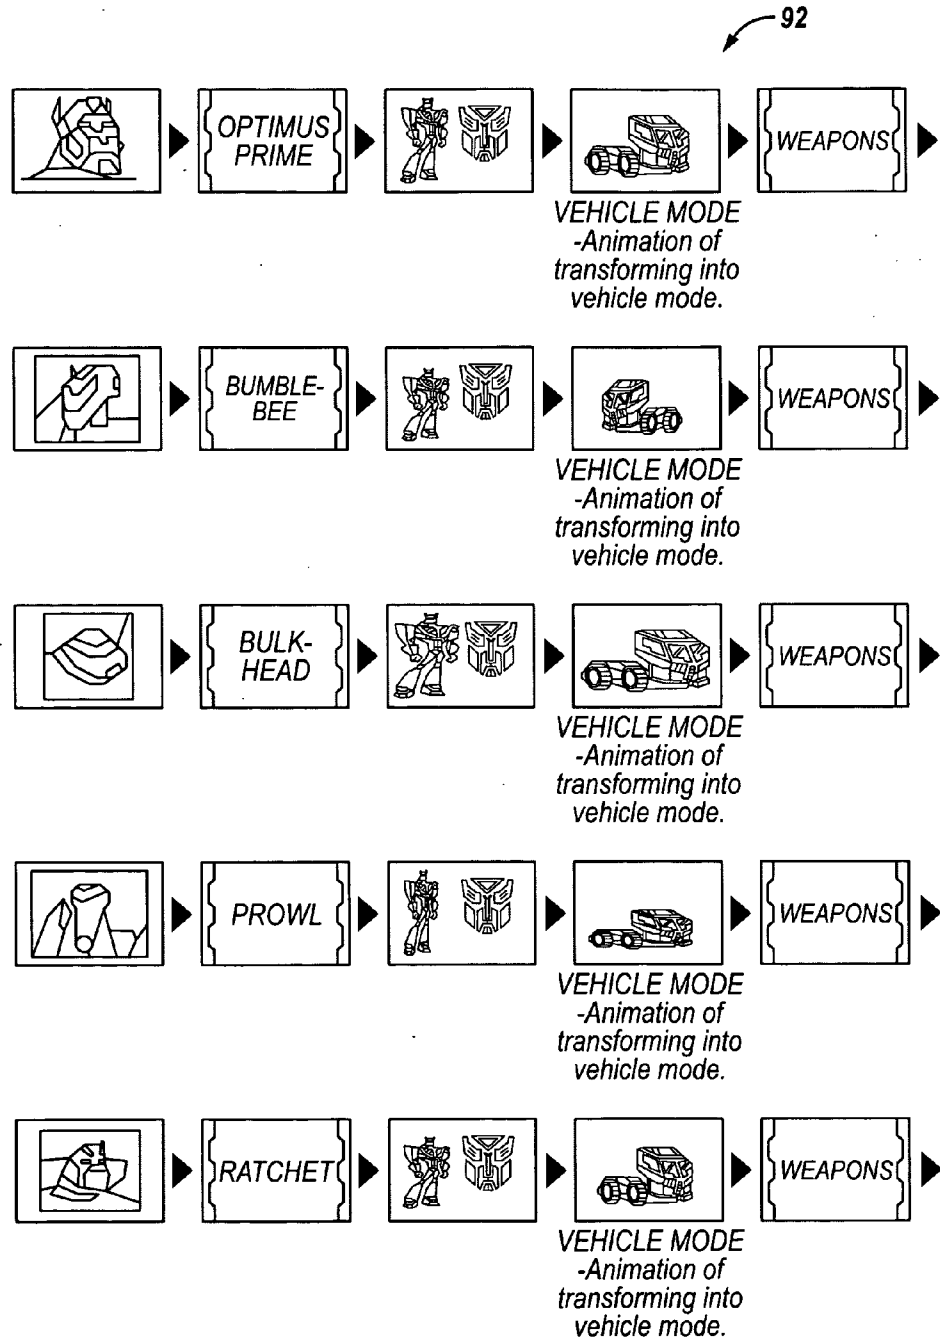 92
OPTIMUS
PRIME
WEAPONS
VEHICLE MODE
-Animation of
transforming into
vehicle mode.
BUMBLE-
BEE
WEAPONS
VEHICLE MODE
-Animation of
transforming into
vehicle mode.
BULK-
HEAD
WEAPONS
VEHICLE MODE
-Animation of
transforming into
vehicle mode.
PROWL
WEAPONS
VEHICLE MODE
-Animation of
transforming into
vehicle mode.
RATCHET
WEAPONS
VEHICLE MODE
-Animation of
transforming into
vehicle mode.